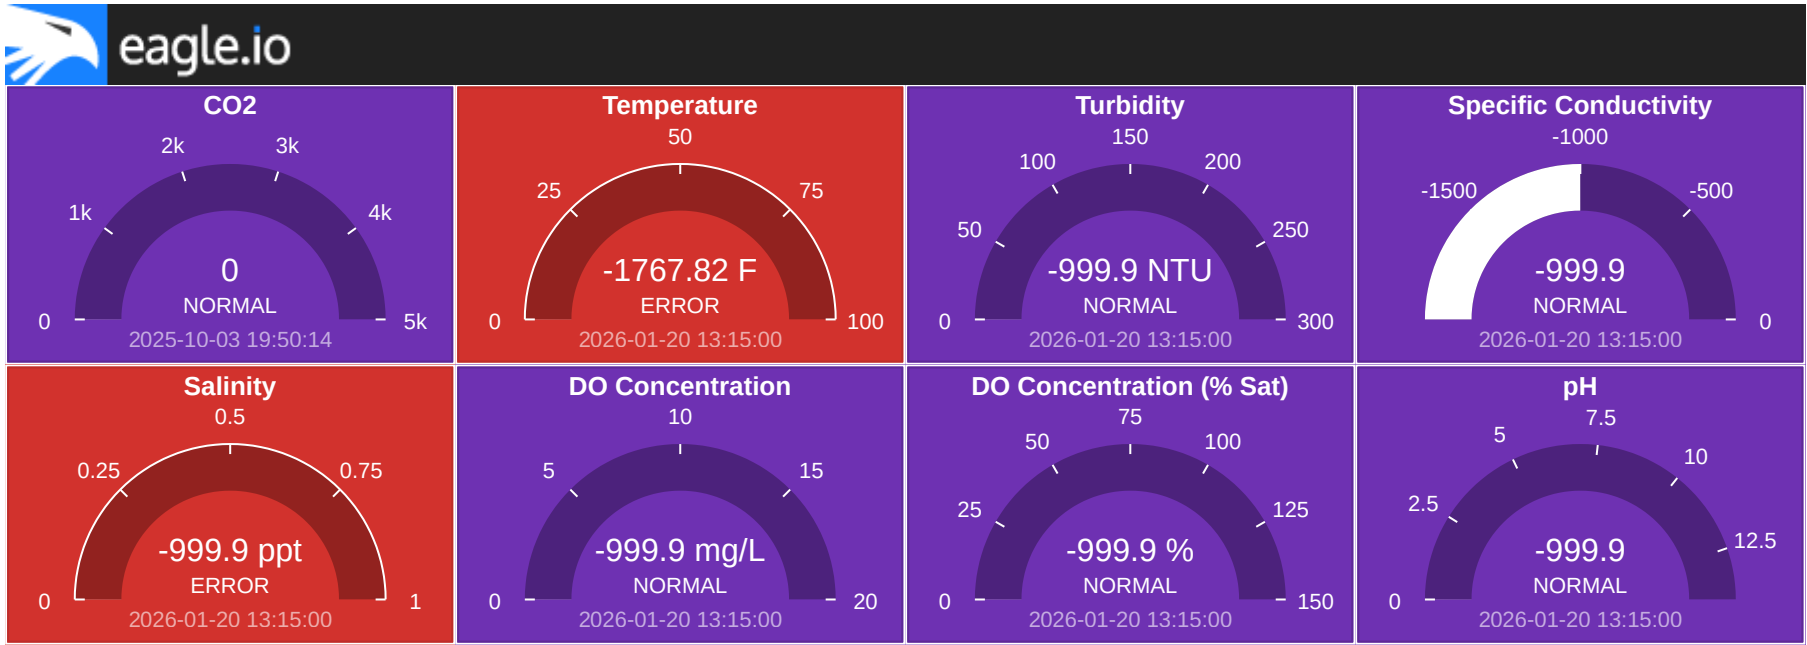 eagle.io
CO2
2k
3k
1k
4k
0
NORMAL
0
5k
2025-10-03 19:50:14
Temperature
50
25
75
-1767.82 F
ERROR
0
100
2026-01-20 13:15:00
Turbidity
150
100
200
50
250
-999.9 NTU
NORMAL
0
300
2026-01-20 13:15:00
Specific Conductivity
-1000
-1500
-500
-999.9
NORMAL
0
2026-01-20 13:15:00
Salinity
0.5
0.25
0.75
-999.9 ppt
ERROR
0
1
2026-01-20 13:15:00
DO Concentration
10
5
15
-999.9 mg/L
NORMAL
0
20
2026-01-20 13:15:00
DO Concentration (% Sat)
75
50
100
25
125
-999.9 %
NORMAL
0
150
2026-01-20 13:15:00
pH
7.5
5
10
2.5
12.5
-999.9
NORMAL
0
2026-01-20 13:15:00